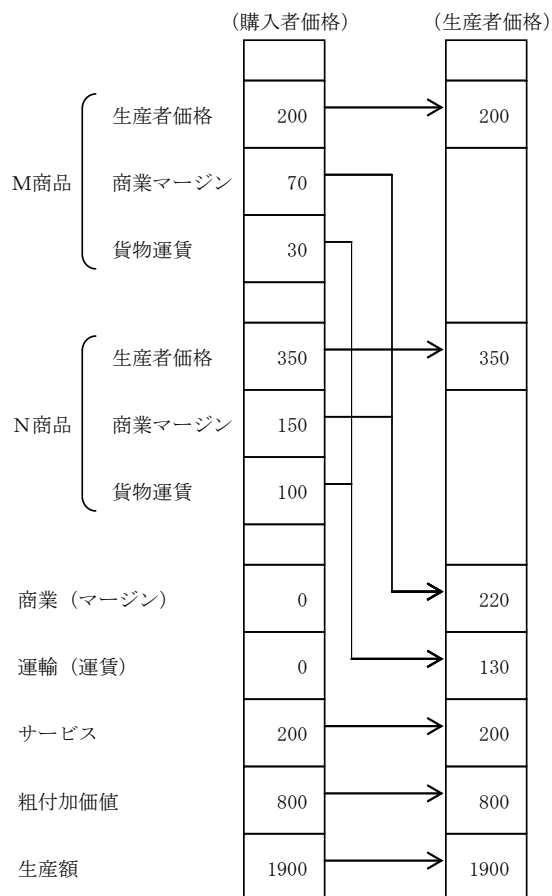 （購入者価格） （生産者価格）
生産者価格 200 200
M商品 商業マージン 70
貨物運賃 30
生産者価格 350 350
N商品 商業マージン 150
貨物運賃 100
商業（マージン） 0 220
運輸（運賃） 0 130
サービス 200 200
粗付加価値 800 800
生産額 1900 1900